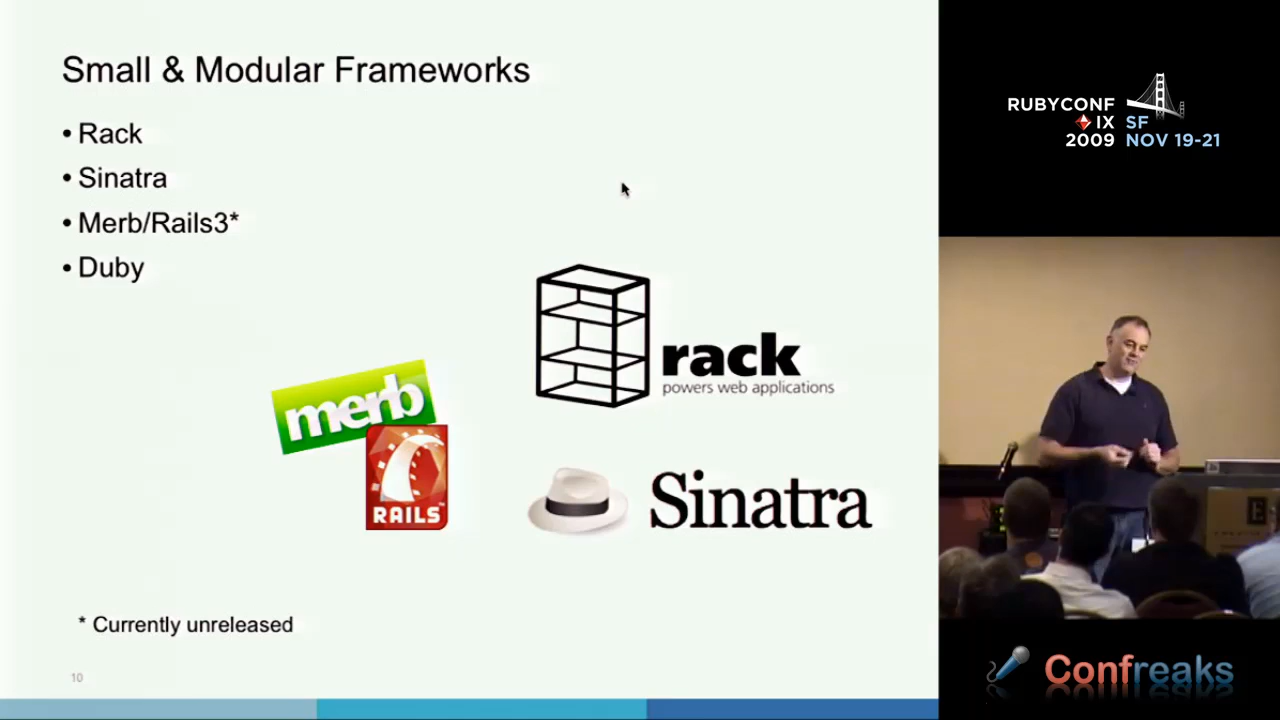 Small & Modular Frameworks
• Rack
• Sinatra
• Merb/Rails3*
• Duby
rack
powers web applications
merb
RAILS
Sinatra
* Currently unreleased
10
RUBYCONF
IX SF
2009 NOV 19-21
Confreaks